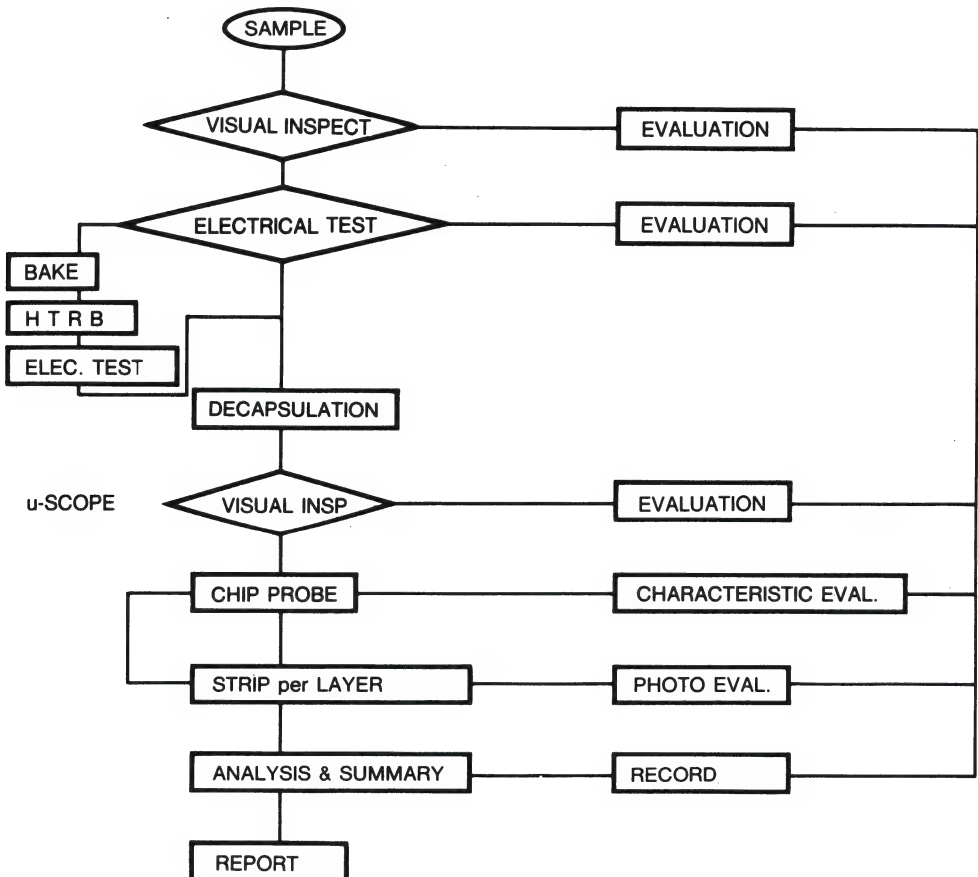 SAMPLE
VISUAL INSPECT
EVALUATION
ELECTRICAL TEST
EVALUATION
BAKE
H T R B
ELEC. TEST
DECAPSULATION
u-SCOPE
VISUAL INSP
EVALUATION
CHIP PROBE
CHARACTERISTIC EVAL.
STRIP per LAYER
PHOTO EVAL.
ANALYSIS & SUMMARY
RECORD
REPORT